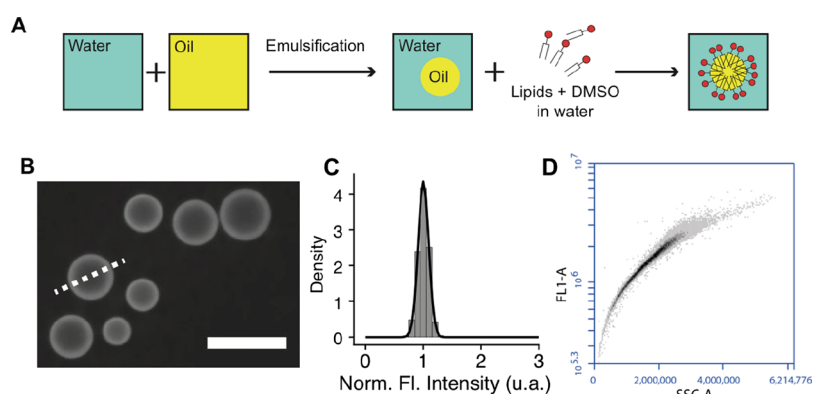 A
Water
Oil
Emulsification
Water
Oil
Lipids + DMSO
in water
B
C
Density
4
3
2
1
0
0
1
2
3
Norm. Fl. Intensity (u.a.)
D
FL1-A
10^7
10^6
10^5.3
0
2,000,000
4,000,000
6,214,776
SSC-A